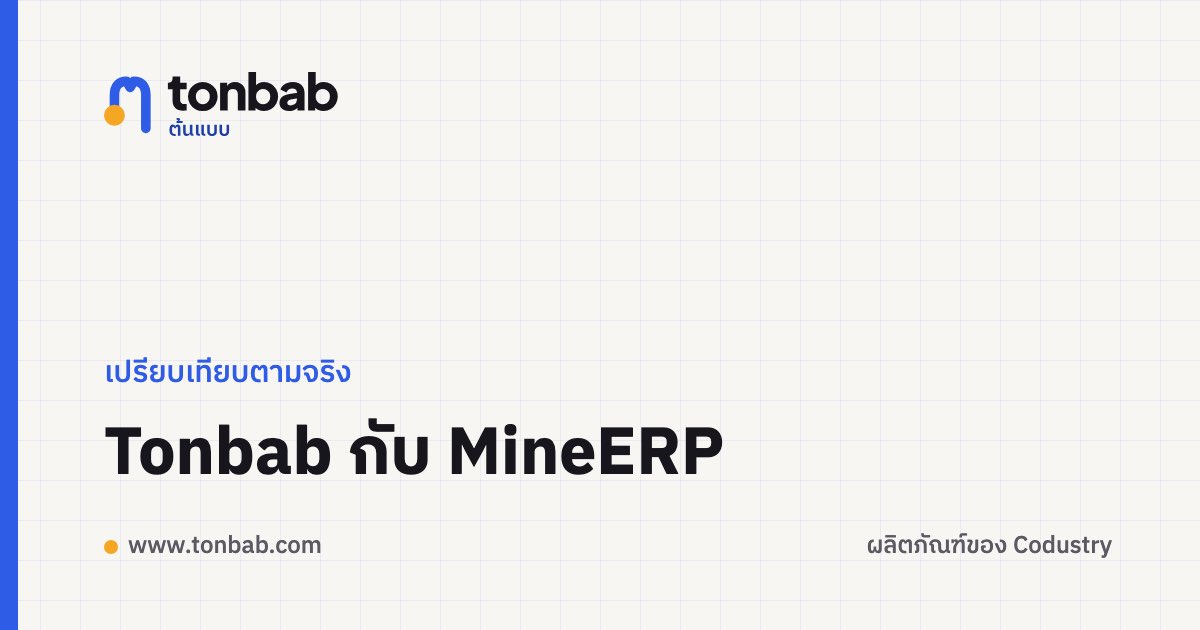 tonbab
ต้นแบบ
เปรียบเทียบตามจริง
Tonbab กับ MineERP
www.tonbab.com
ผลิตภัณฑ์ของ Codustry